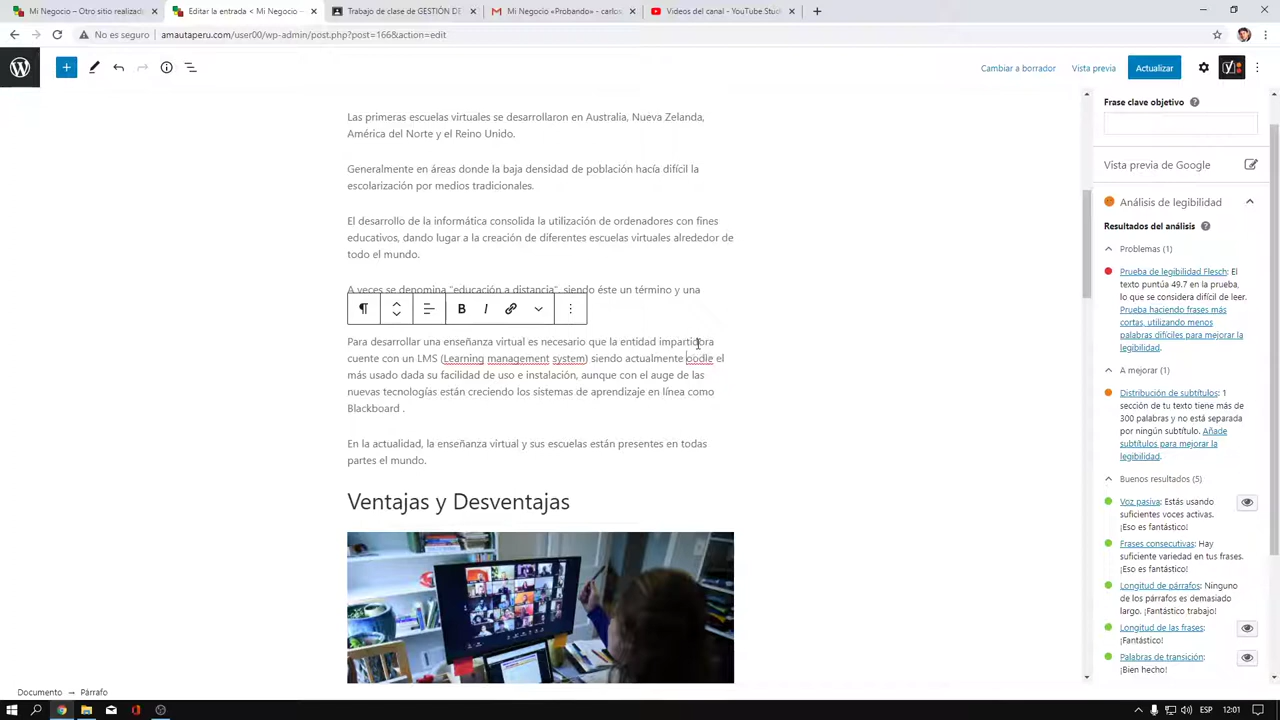 Mi Negocio – Otro sitio realizado
Editar la entrada < Mi Negocio —
Trabajo de clase de GESTIÓN DE
Mi Negocio «Probando» - carlos
Videos del canal - YouTube Studio
No es seguro
amautaperu.com/user00/wp-admin/post.php?post=166&action=edit
Cambiar a borrador
Vista previa
Actualizar
Las primeras escuelas virtuales se desarrollaron en Australia, Nueva Zelanda,
América del Norte y el Reino Unido.
Generalmente en áreas donde la baja densidad de población hacía difícil la
escolarización por medios tradicionales.
El desarrollo de la informática consolida la utilización de ordenadores con fines
educativos, dando lugar a la creación de diferentes escuelas virtuales alrededor de
todo el mundo.
A veces se denomina "educación a distancia", siendo éste un término y una
B I
Para desarrollar una enseñanza virtual es necesario que la entidad impartidora
cuente con un LMS (Learning management system) siendo actualmente oodle el
más usado dada su facilidad de uso e instalación, aunque con el auge de las
nuevas tecnologías están creciendo los sistemas de aprendizaje en línea como
Blackboard .
En la actualidad, la enseñanza virtual y sus escuelas están presentes en todas
partes el mundo.
Ventajas y Desventajas
Frase clave objetivo
Vista previa de Google
Análisis de legibilidad
Resultados del análisis
Problemas (1)
Prueba de legibilidad Flesch: El
texto puntúa 49.7 en la prueba,
lo que se considera difícil de leer.
Prueba haciendo frases más
cortas, utilizando menos
palabras difíciles para mejorar la
legibilidad.
A mejorar (1)
Distribución de subtítulos: 1
sección de tu texto tiene más de
300 palabras y no está separada
por ningún subtítulo. Añade
subtítulos para mejorar la
legibilidad.
Buenos resultados (5)
Voz pasiva: Estás usando
suficientes voces activas.
¡Eso es fantástico!
Frases consecutivas: Hay
suficiente variedad en tus frases.
¡Eso es fantástico!
Longitud de párrafos: Ninguno
de los párrafos es demasiado
largo. ¡Fantástico trabajo!
Longitud de las frases:
¡Fantástico!
Palabras de transición:
¡Bien hecho!
Documento → Párrafo
ESP
12:01